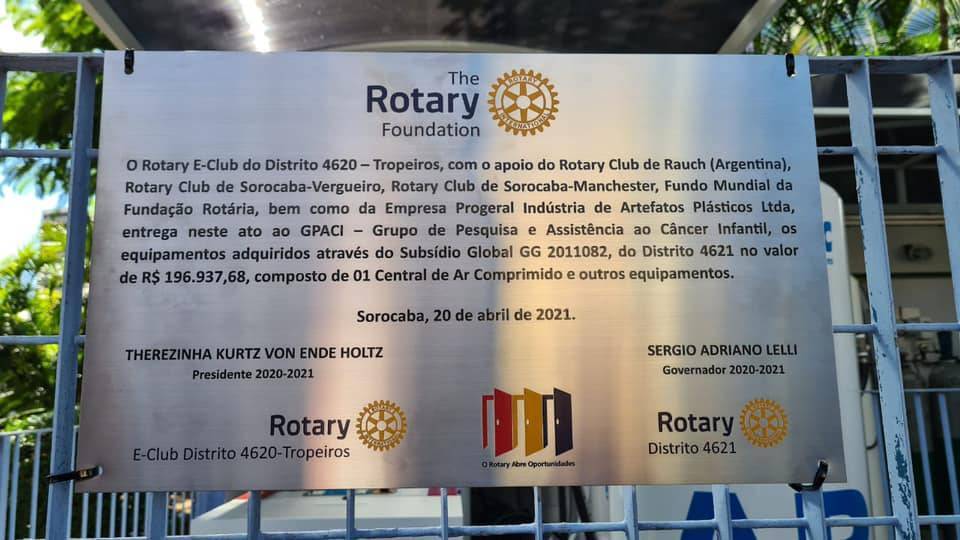 The
Rotary
Foundation
ROTARY
INTERNATIONAL
O Rotary E-Club do Distrito 4620 – Tropeiros, com o apoio do Rotary Club de Rauch (Argentina),
Rotary Club de Sorocaba-Vergueiro, Rotary Club de Sorocaba-Manchester, Fundo Mundial da
Fundação Rotária, bem como da Empresa Progeral Indústria de Artefatos Plásticos Ltda,
entrega neste ato ao GPACI – Grupo de Pesquisa e Assistência ao Câncer Infantil, os
equipamentos adquiridos através do Subsídio Global GG 2011082, do Distrito 4621 no valor
de R$ 196.937,68, composto de 01 Central de Ar Comprimido e outros equipamentos.
Sorocaba, 20 de abril de 2021.
THEREZINHA KURTZ VON ENDE HOLTZ
Presidente 2020-2021
SERGIO ADRIANO LELLI
Governador 2020-2021
Rotary
E-Club Distrito 4620-Tropeiros
O Rotary Abre Oportunidades
Rotary
Distrito 4621